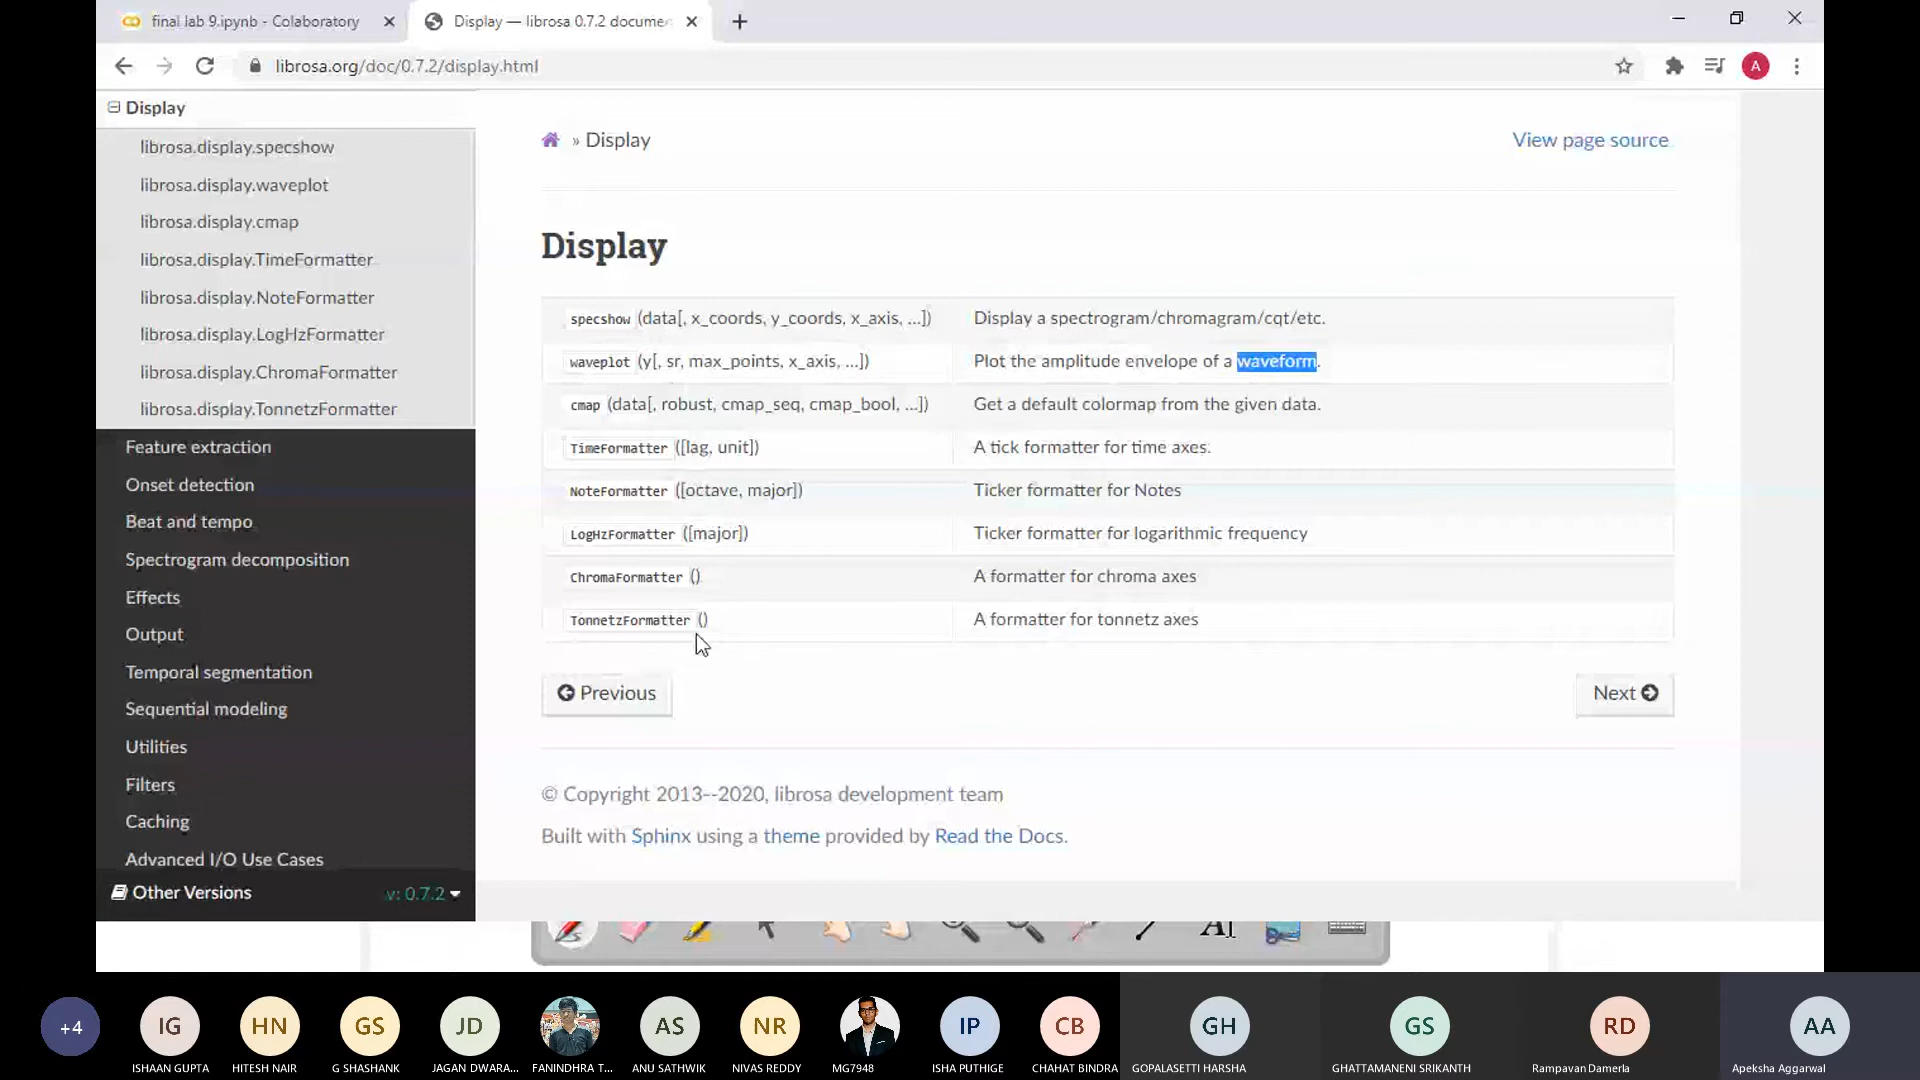 final lab 9.ipynb - Colaboratory
Display — librosa 0.7.2 docume
librosa.org/doc/0.7.2/display.html
A
Display
librosa.display.specshow
librosa.display.waveplot
librosa.display.cmap
librosa.display.TimeFormatter
librosa.display.NoteFormatter
librosa.display.LogHzFormatter
librosa.display.ChromaFormatter
librosa.display.TonnetzFormatter
Feature extraction
Onset detection
Beat and tempo
Spectrogram decomposition
Effects
Output
Temporal segmentation
Sequential modeling
Utilities
Filters
Caching
Advanced I/O Use Cases
Other Versions v: 0.7.2
» Display View page source
Display
specshow (data[, x_coords, y_coords, x_axis, ...]) Display a spectrogram/chromagram/cqt/etc.
waveplot (y[, sr, max_points, x_axis, ...]) Plot the amplitude envelope of a waveform.
cmap (data[, robust, cmap_seq, cmap_bool, ...]) Get a default colormap from the given data.
TimeFormatter ([lag, unit]) A tick formatter for time axes.
NoteFormatter ([octave, major]) Ticker formatter for Notes
LogHzFormatter ([major]) Ticker formatter for logarithmic frequency
ChromaFormatter () A formatter for chroma axes
TonnetzFormatter () A formatter for tonnetz axes
Previous Next
© Copyright 2013--2020, librosa development team
Built with Sphinx using a theme provided by Read the Docs.
AI
+4 IG HN GS JD AS NR IP CB GH GS RD AA
ISHAAN GUPTA HITESH NAIR G SHASHANK JAGAN DWARA... FANINDHRA T... ANU SATHWIK NIVAS REDDY MG7948 ISHA PUTHIGE CHAHAT BINDRA GOPALASETTI HARSHA GHATTAMANENI SRIKANTH Rampavan Damerla Apeksha Aggarwal